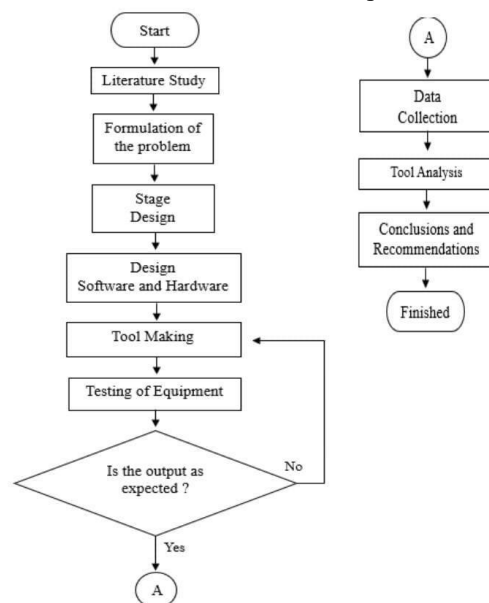 Start
Literature Study
Formulation of
the problem
Stage
Design
Design
Software and Hardware
Tool Making
Testing of Equipment
Is the output as
expected ?
No
Yes
A
A
Data
Collection
Tool Analysis
Conclusions and
Recommendations
Finished